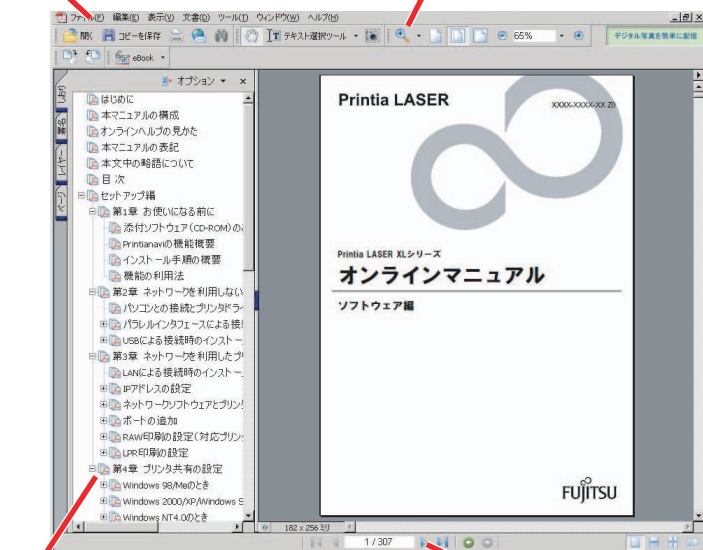 ファイル(F) 編集(E) 表示(V) 文書(D) ツール(T) ウィンドウ(W) ヘルプ(H)
開く コピーを保存 テキスト選択ツール 65% デジタル写真を簡単に配信
eBook
オプション
しおり
はじめに
本マニュアルの構成
オンラインヘルプの見かた
本マニュアルの表記
本文中の略語について
目 次
セットアップ編
第1章 お使いになる前に
添付ソフトウェア(CD-ROM)の
Printianaviの機能概要
インストール手順の概要
機能の利用法
第2章 ネットワークを利用しない
パソコンとの接続とプリンタドラ
パラレルインタフェースによる接
USBによる接続時のインストー
第3章 ネットワークを利用したプ
LANによる接続時のインストー
IPアドレスの設定
ネットワークソフトウェアとプリン
ポートの追加
RAW印刷の設定(対応プリン
LPR印刷の設定
第4章 プリンタ共有の設定
Windows 98/Meのとき
Windows 2000/XP/Windows S
Windows NT4.0のとき
Printia LASER
XXXX-XXXX-XX Z0
Printia LASER XLシリーズ
オンラインマニュアル
ソフトウェア編
FUJITSU
182 x 256 ミリ
1 / 307